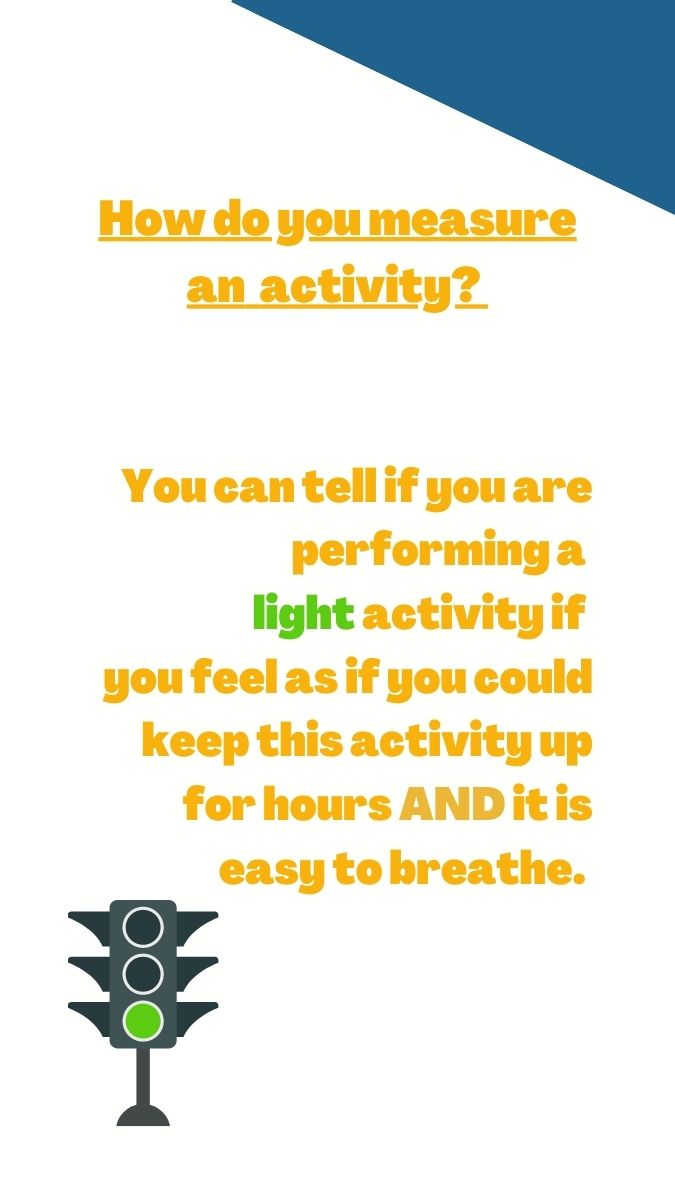 How do you measure
an activity?
You can tell if you are
performing a
light activity if
you feel as if you could
keep this activity up
for hours AND it is
easy to breathe.